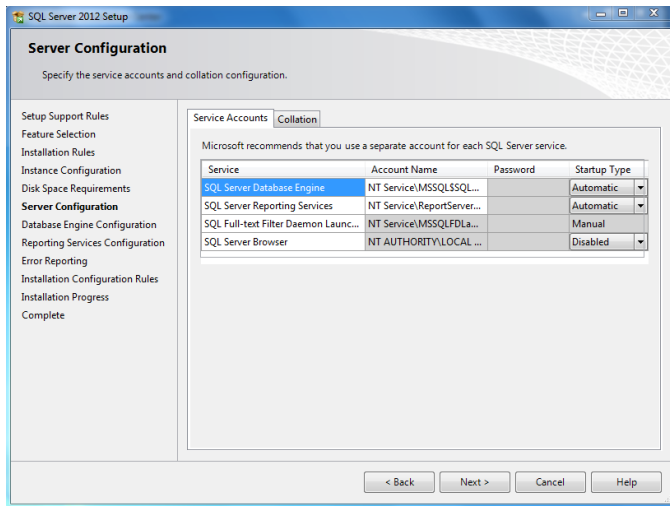 SQL Server 2012 Setup
Server Configuration
Specify the service accounts and collation configuration.
Setup Support Rules
Feature Selection
Installation Rules
Instance Configuration
Disk Space Requirements
Server Configuration
Database Engine Configuration
Reporting Services Configuration
Error Reporting
Installation Configuration Rules
Installation Progress
Complete
Service Accounts Collation
Microsoft recommends that you use a separate account for each SQL Server service.
Service Account Name Password Startup Type
SQL Server Database Engine NT Service\MSSQL$SQL... Automatic
SQL Server Reporting Services NT Service\ReportServer... Automatic
SQL Full-text Filter Daemon Launc... NT Service\MSSQLFDLa... Manual
SQL Server Browser NT AUTHORITY\LOCAL ... Disabled
< Back Next > Cancel Help